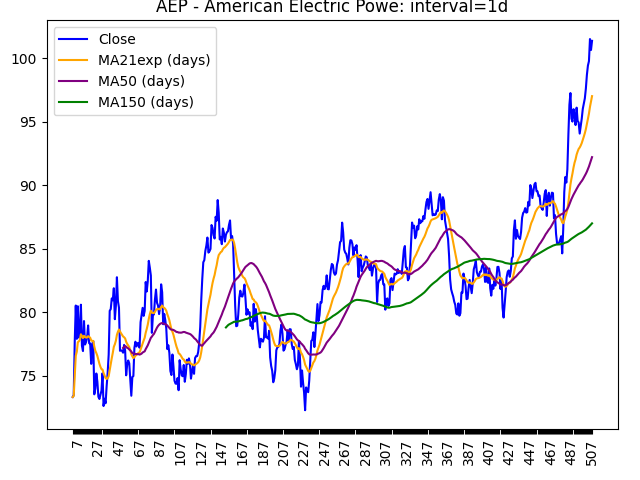 AEP - American Electric Powe: interval=1d
Close
MA21exp (days)
MA50 (days)
MA150 (days)
100
95
90
85
80
75
7 27 47 67 87 107 127 147 167 187 207 227 247 267 287 307 327 347 367 387 407 427 447 467 487 507